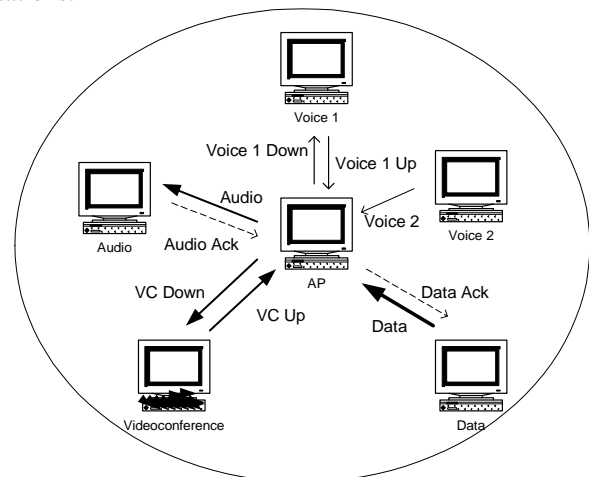 Voice 1
Voice 1 Down
Voice 1 Up
Audio
Audio
Audio Ack
Voice 2
Voice 2
AP
VC Down
VC Up
Data Ack
Data
Videoconference
Data